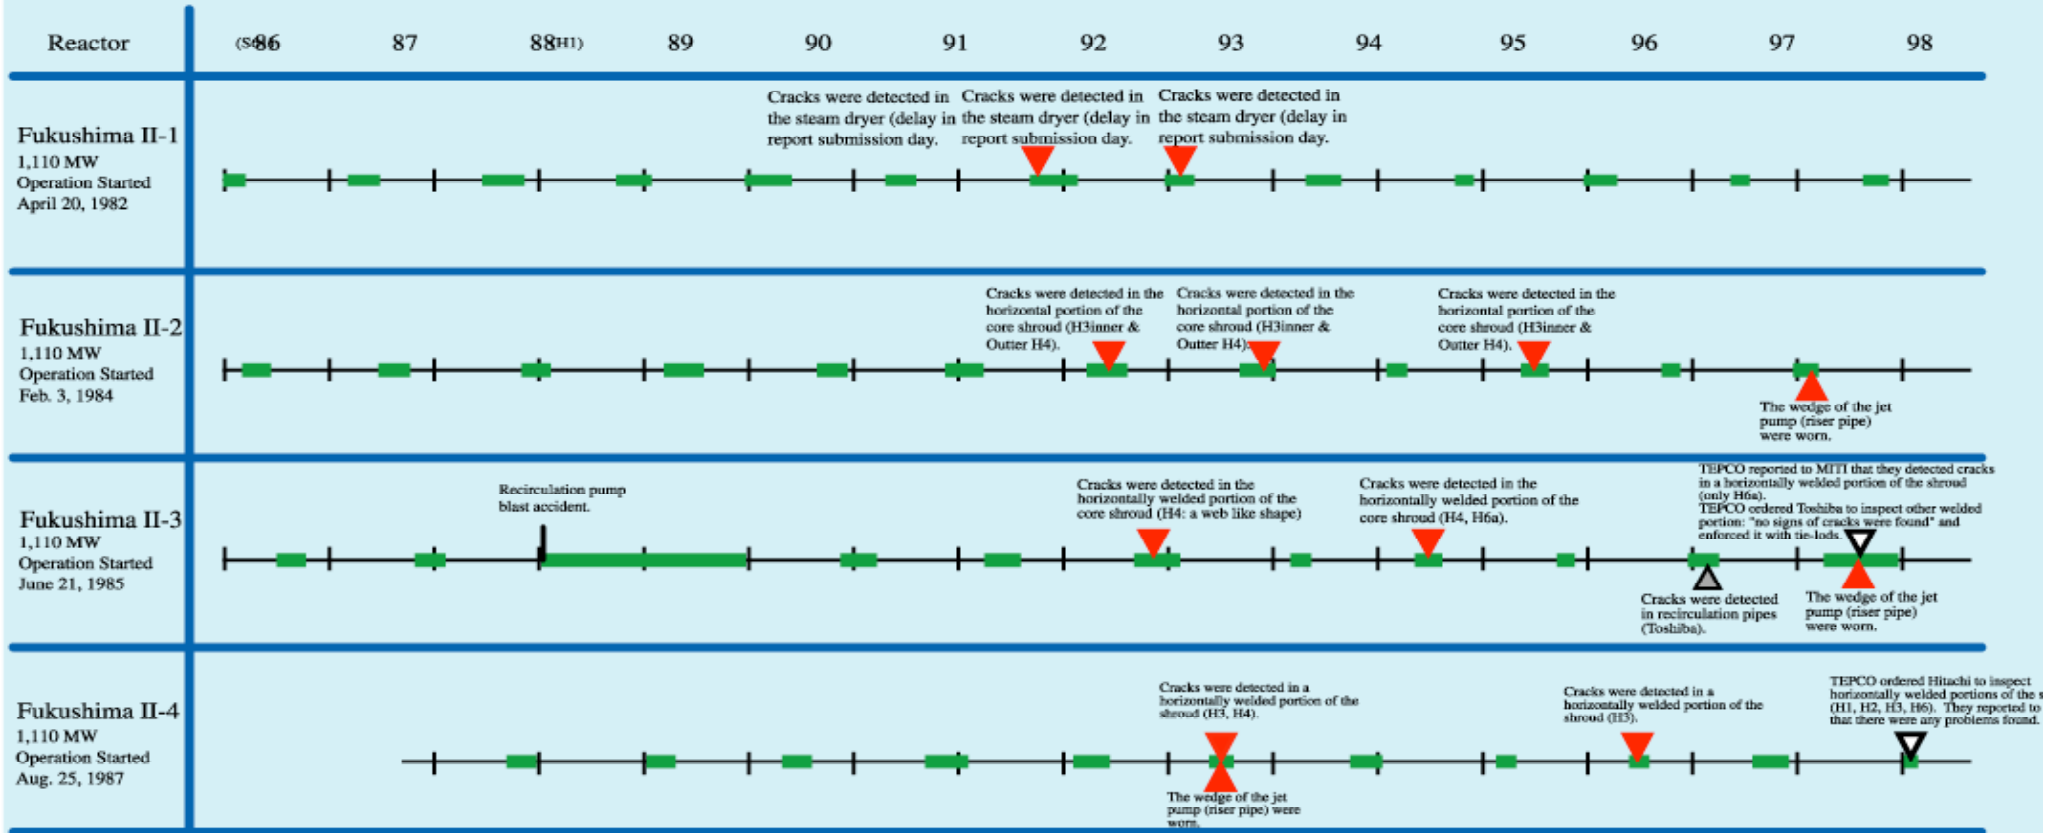 Reactor 86 87 88(H1) 89 90 91 92 93 94 95 96 97 98
Fukushima II-1
1,110 MW
Operation Started
April 20, 1982
Cracks were detected in
the steam dryer (delay in
report submission day.
Cracks were detected in
the steam dryer (delay in
report submission day.
Cracks were detected in
the steam dryer (delay in
report submission day.
Fukushima II-2
1,110 MW
Operation Started
Feb. 3, 1984
Cracks were detected in the
horizontal portion of the
core shroud (H3inner &
Outter H4).
Cracks were detected in the
horizontal portion of the
core shroud (H3inner &
Outter H4).
Cracks were detected in the
horizontal portion of the
core shroud (H3inner &
Outter H4).
The wedge of the jet
pump (riser pipe)
were worn.
Fukushima II-3
1,110 MW
Operation Started
June 21, 1985
Recirculation pump
blast accident.
Cracks were detected in the
horizontally welded portion of the
core shroud (H4: a web like shape)
Cracks were detected in the
horizontally welded portion of the
core shroud (H4, H6a).
TEPCO reported to MITI that they detected cracks
in a horizontally welded portion of the shroud
(only H6a).
TEPCO ordered Toshiba to inspect other welded
portion: "no signs of cracks were found" and
enforced it with tie-lods.
Cracks were detected
in recirculation pipes
(Toshiba).
The wedge of the jet
pump (riser pipe)
were worn.
Fukushima II-4
1,110 MW
Operation Started
Aug. 25, 1987
Cracks were detected in a
horizontally welded portion of the
shroud (H3, H4).
The wedge of the jet
pump (riser pipe) were
worn.
Cracks were detected in a
horizontally welded portion of the
shroud (H3).
TEPCO ordered Hitachi to inspect
horizontally welded portions of the s
(H1, H2, H3, H6). They reported to
that there were any problems found.